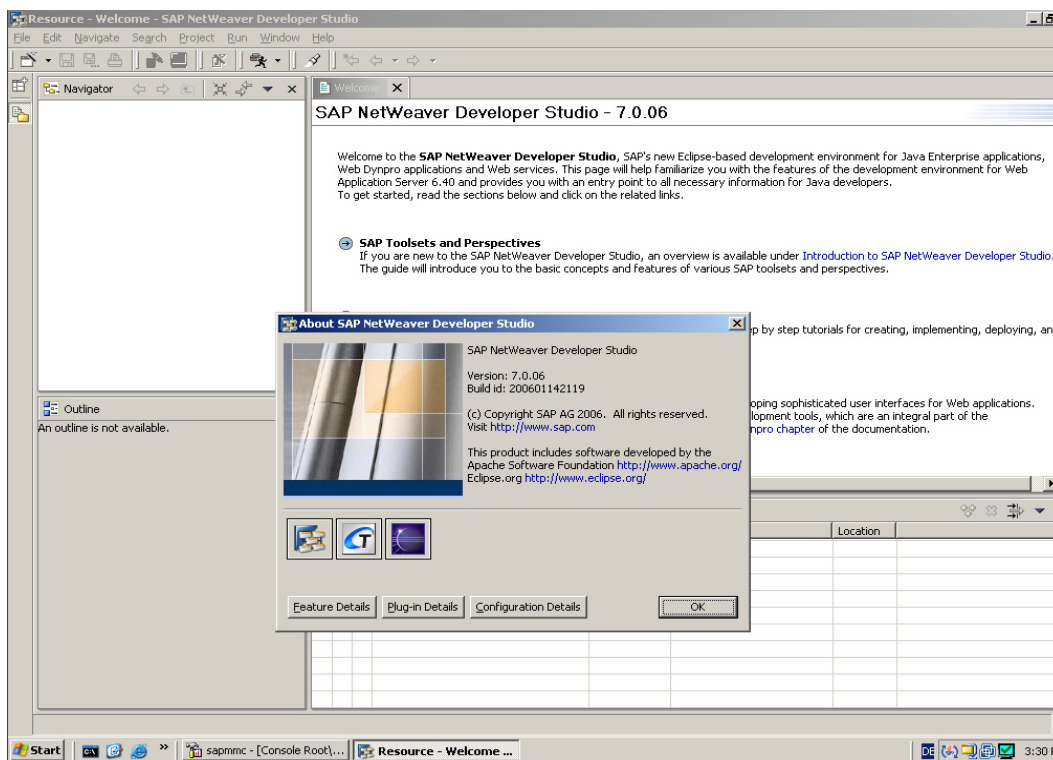 Resource - Welcome - SAP NetWeaver Developer Studio
File Edit Navigate Search Project Run Window Help
Navigator
Welcome
SAP NetWeaver Developer Studio - 7.0.06
Welcome to the SAP NetWeaver Developer Studio, SAP's new Eclipse-based development environment for Java Enterprise applications,
Web Dynpro applications and Web services. This page will help familiarize you with the features of the development environment for Web
Application Server 6.40 and provides you with an entry point to all necessary information for Java developers.
To get started, read the sections below and click on the related links.
SAP Toolsets and Perspectives
If you are new to the SAP NetWeaver Developer Studio, an overview is available under Introduction to SAP NetWeaver Developer Studio.
The guide will introduce you to the basic concepts and features of various SAP toolsets and perspectives.
About SAP NetWeaver Developer Studio
p by step tutorials for creating, implementing, deploying, an
SAP NetWeaver Developer Studio
Version: 7.0.06
Build id: 200601142119
(c) Copyright SAP AG 2006. All rights reserved.
Visit http://www.sap.com
This product includes software developed by the
Apache Software Foundation http://www.apache.org/
Eclipse.org http://www.eclipse.org/
oping sophisticated user interfaces for Web applications.
lopment tools, which are an integral part of the
npro chapter of the documentation.
Outline
An outline is not available.
Location
Feature Details Plug-in Details Configuration Details OK
Start
sapmmc - [Console Root\...
Resource - Welcome ...
DE
3:30